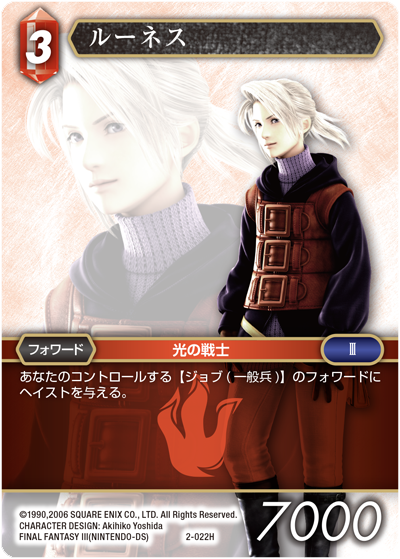 3
ルーネス
フォワード
光の戦士
III
あなたのコントロールする【ジョブ(一般兵)】のフォワードに
ヘイストを与える。
©1990,2006 SQUARE ENIX CO., LTD. All Rights Reserved.
CHARACTER DESIGN: Akihiko Yoshida
FINAL FANTASY III(NINTENDO-DS)
2-022H
7000